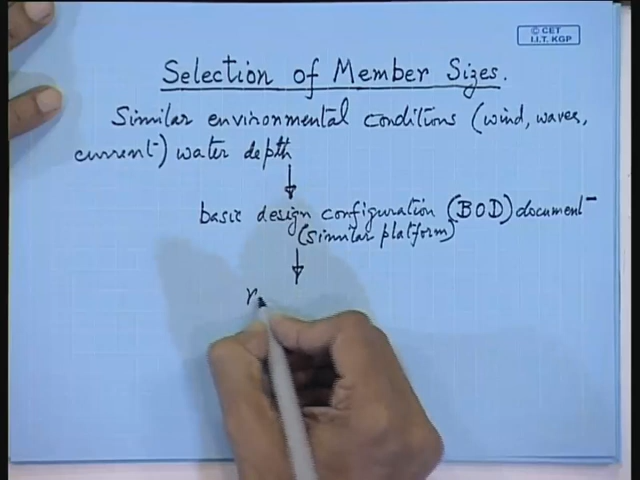 © CET
I.I.T. KGP
Selection of Member Sizes.
Similar environmental conditions (wind, waves,
current) water depth
basic design configuration (BOD) document
(similar platform)
r